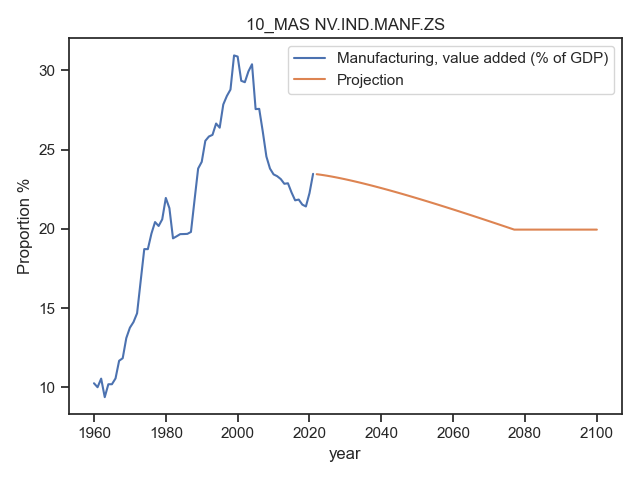 10_MAS NV.IND.MANF.ZS
Manufacturing, value added (% of GDP)
Projection
Proportion %
30
25
20
15
10
1960 1980 2000 2020 2040 2060 2080 2100
year